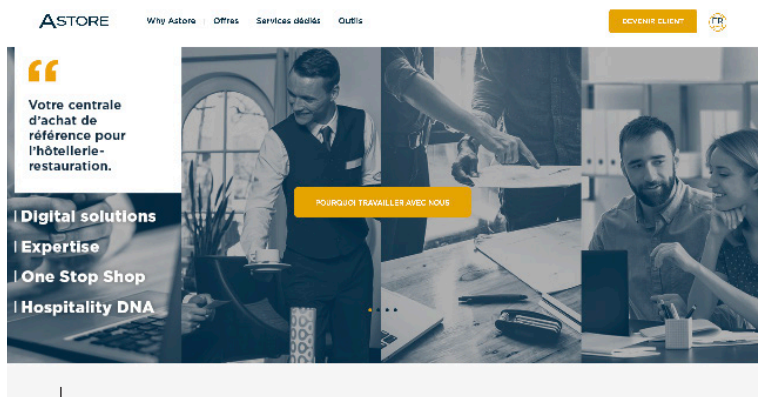 ASTORE
Why Astore
Offres
Services dédiés
Outils
DEVENIR CLIENT
FR
Votre centrale
d'achat de
référence pour
l'hôtellerie-
restauration.
POURQUOI TRAVAILLER AVEC NOUS
| Digital solutions
| Expertise
| One Stop Shop
| Hospitality DNA